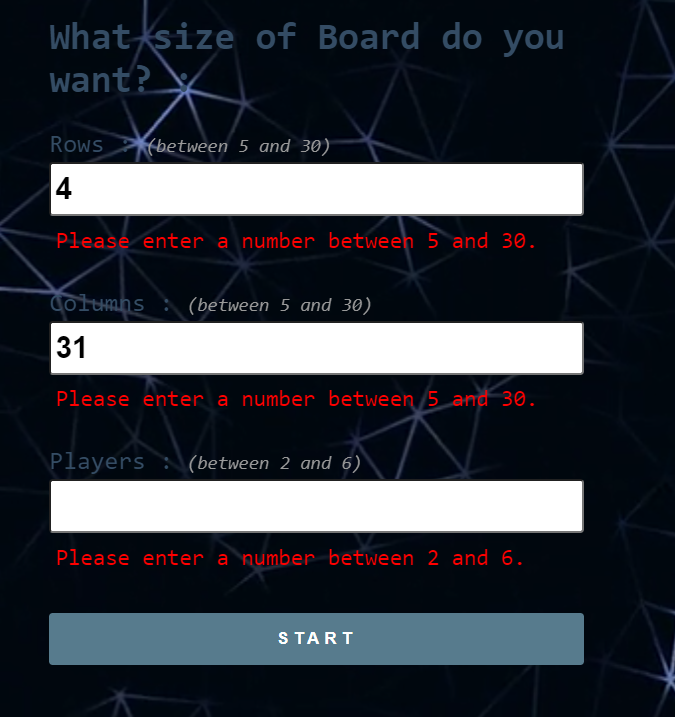 What size of Board do you
want? :
Rows : (between 5 and 30)
4
Please enter a number between 5 and 30.
Columns : (between 5 and 30)
31
Please enter a number between 5 and 30.
Players : (between 2 and 6)
Please enter a number between 2 and 6.
START